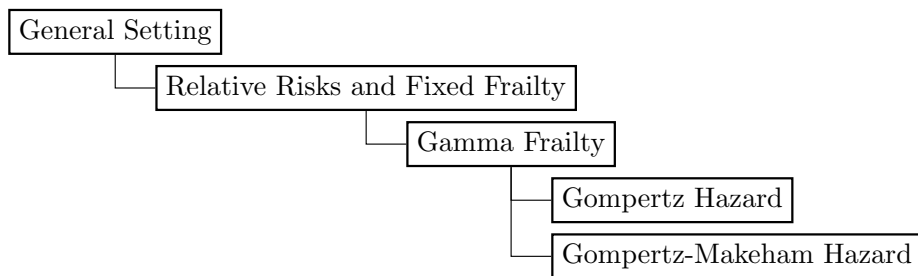 General Setting
Relative Risks and Fixed Frailty
Gamma Frailty
Gompertz Hazard
Gompertz-Makeham Hazard